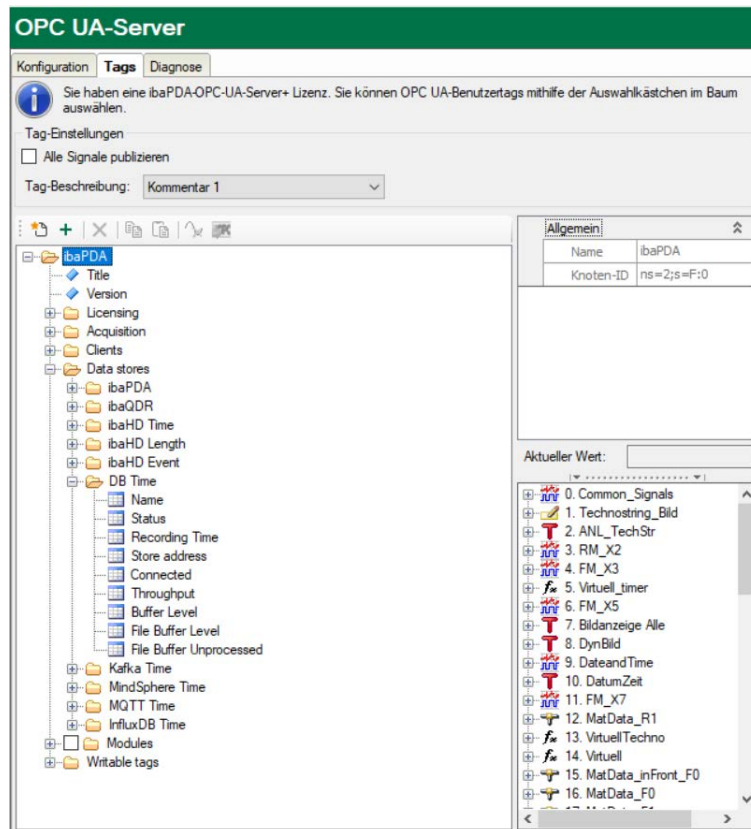 OPC UA-Server
Konfiguration Tags Diagnose
Sie haben eine ibaPDA-OPC-UA-Server+ Lizenz. Sie können OPC UA-Benutzertags mithilfe der Auswahlkästchen im Baum
auswählen.
Tag-Einstellungen
Alle Signale publizieren
Tag-Beschreibung: Kommentar 1
ibaPDA
Title
Version
Licensing
Acquisition
Clients
Data stores
ibaPDA
ibaQDR
ibaHD Time
ibaHD Length
ibaHD Event
DB Time
Name
Status
Recording Time
Store address
Connected
Throughput
Buffer Level
File Buffer Level
File Buffer Unprocessed
Kafka Time
MindSphere Time
MQTT Time
InfluxDB Time
Modules
Writable tags
Allgemein
Name ibaPDA
Knoten-ID ns=2;s=F:0
Aktueller Wert:
0. Common_Signals
1. Technostring_Bild
2. ANL_TechStr
3. RM_X2
4. FM_X3
5. Virtuell_timer
6. FM_X5
7. Bildanzeige Alle
8. DynBild
9. DateandTime
10. DatumZeit
11. FM_X7
12. MatData_R1
13. VirtuellTechno
14. Virtuell
15. MatData_inFront_F0
16. MatData_F0